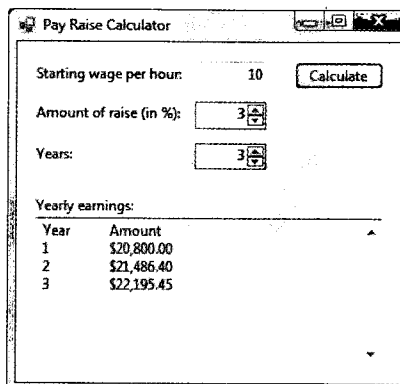 Pay Raise Calculator
Starting wage per hour: 10 Calculate
Amount of raise (in %): 3
Years: 3
Yearly earnings:
Year Amount
1 $20,800.00
2 $21,486.40
3 $22,195.45